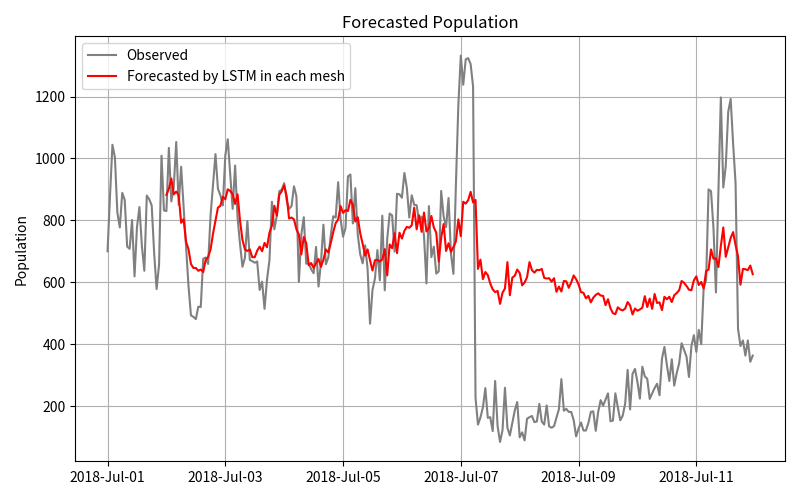 Forecasted Population
Observed
Forecasted by LSTM in each mesh
Population
1200
1000
800
600
400
200
2018-Jul-01
2018-Jul-03
2018-Jul-05
2018-Jul-07
2018-Jul-09
2018-Jul-11